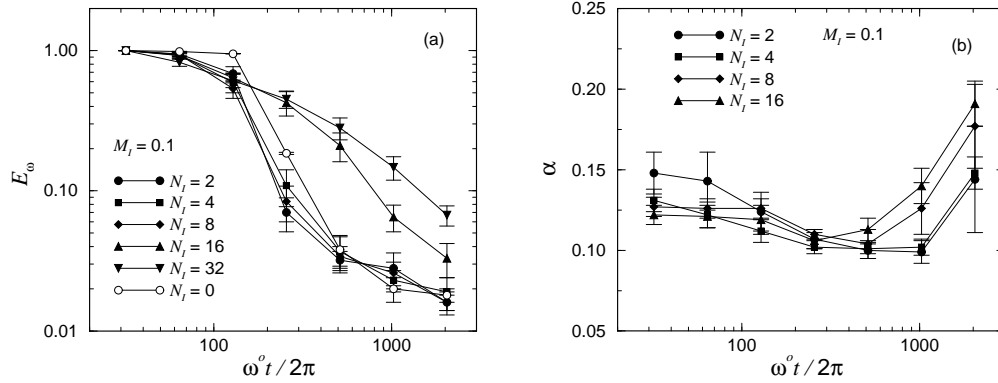 (a)
1.00
0.10
0.01
E_ω
M_I = 0.1
N_I = 2
N_I = 4
N_I = 8
N_I = 16
N_I = 32
N_I = 0
100
1000
ω°t / 2π
(b)
M_I = 0.1
N_I = 2
N_I = 4
N_I = 8
N_I = 16
0.25
0.20
0.15
0.10
0.05
α
100
1000
ω°t / 2π